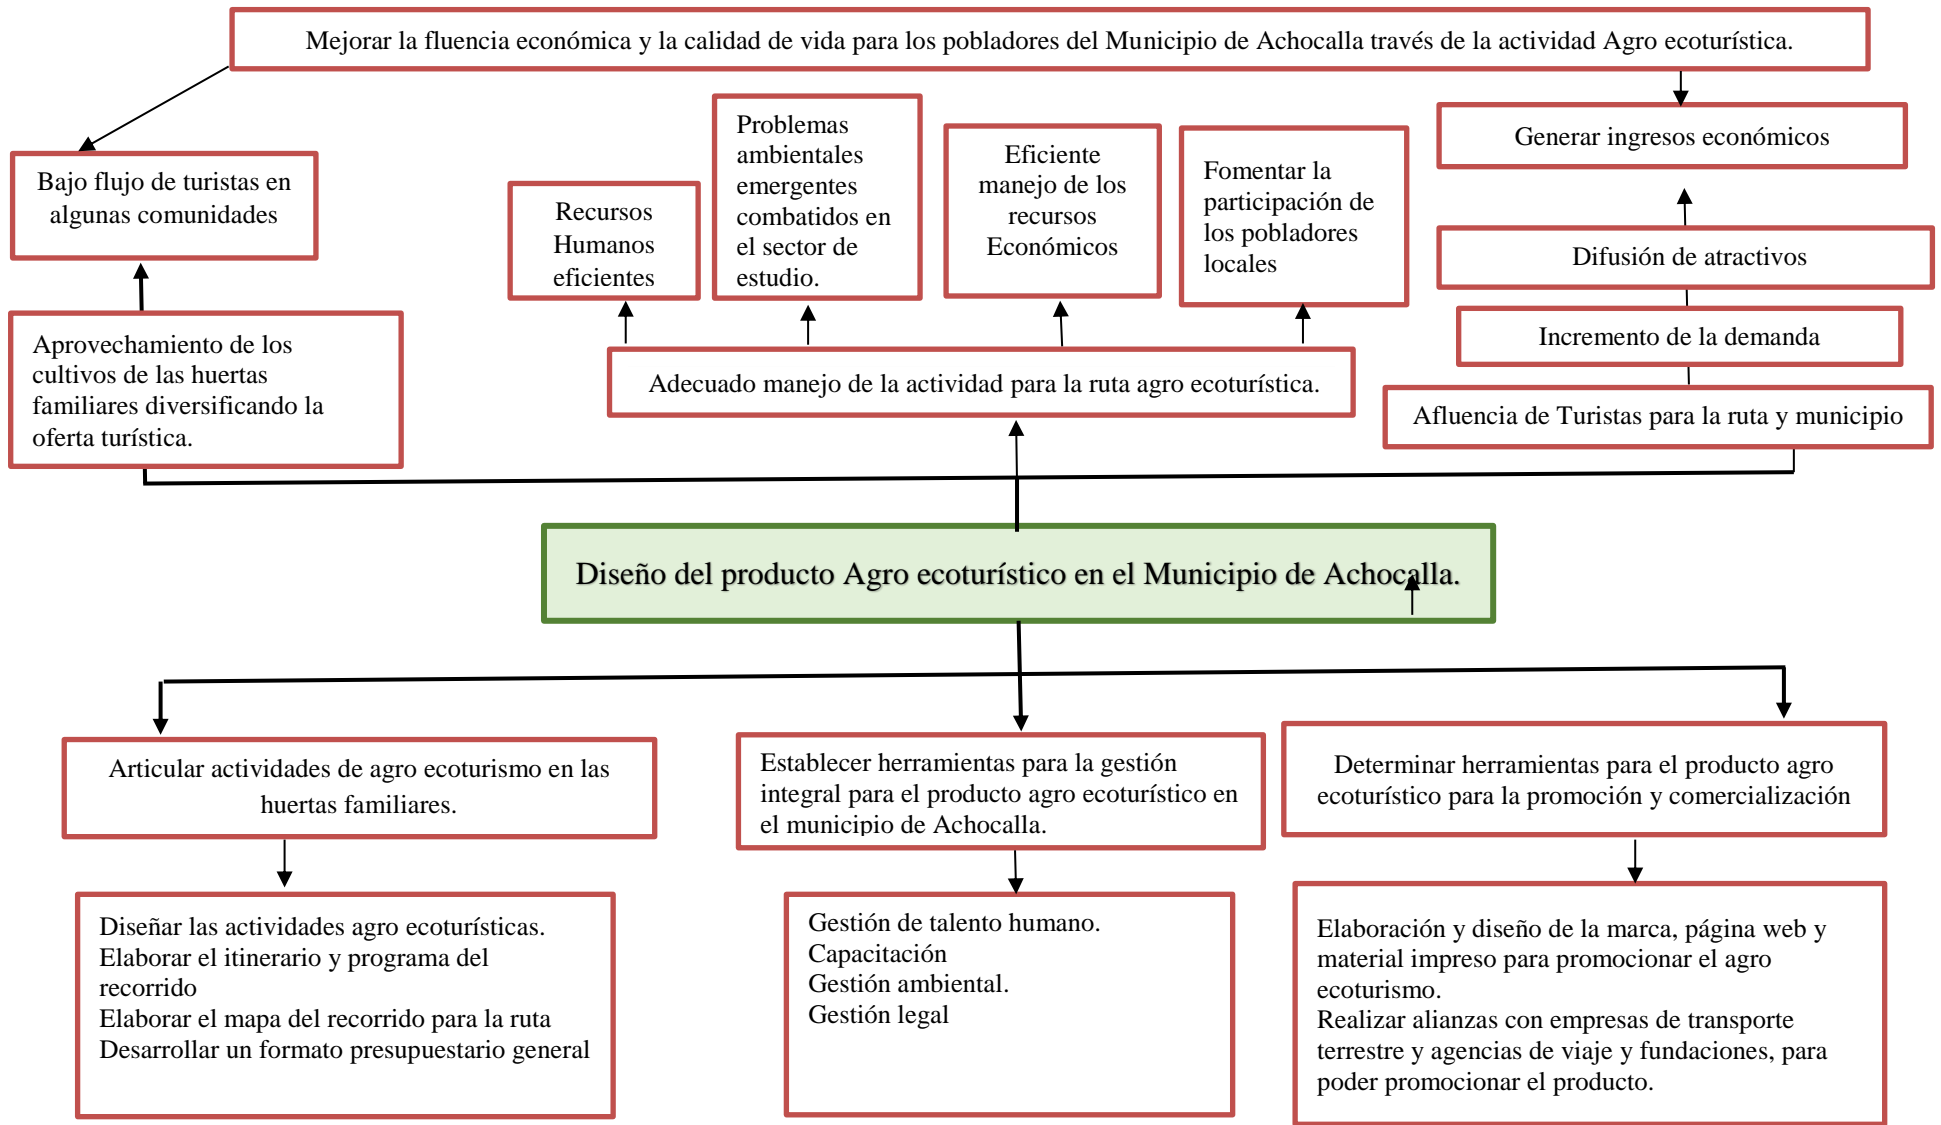 Mejorar la fluencia económica y la calidad de vida para los pobladores del Municipio de Achocalla través de la actividad Agro ecoturística.
Bajo flujo de turistas en
algunas comunidades
Recursos
Humanos
eficientes
Problemas
ambientales
emergentes
combatidos en
el sector de
estudio.
Eficiente
manejo de los
recursos
Económicos
Fomentar la
participación de
los pobladores
locales
Generar ingresos económicos
Difusión de atractivos
Incremento de la demanda
Afluencia de Turistas para la ruta y municipio
Aprovechamiento de los
cultivos de las huertas
familiares diversificando la
oferta turística.
Adecuado manejo de la actividad para la ruta agro ecoturística.
Diseño del producto Agro ecoturístico en el Municipio de Achocalla.
Articular actividades de agro ecoturismo en las
huertas familiares.
Establecer herramientas para la gestión
integral para el producto agro ecoturístico en
el municipio de Achocalla.
Determinar herramientas para el producto agro
ecoturístico para la promoción y comercialización
Diseñar las actividades agro ecoturísticas.
Elaborar el itinerario y programa del
recorrido
Elaborar el mapa del recorrido para la ruta
Desarrollar un formato presupuestario general
Gestión de talento humano.
Capacitación
Gestión ambiental.
Gestión legal
Elaboración y diseño de la marca, página web y
material impreso para promocionar el agro
ecoturismo.
Realizar alianzas con empresas de transporte
terrestre y agencias de viaje y fundaciones, para
poder promocionar el producto.